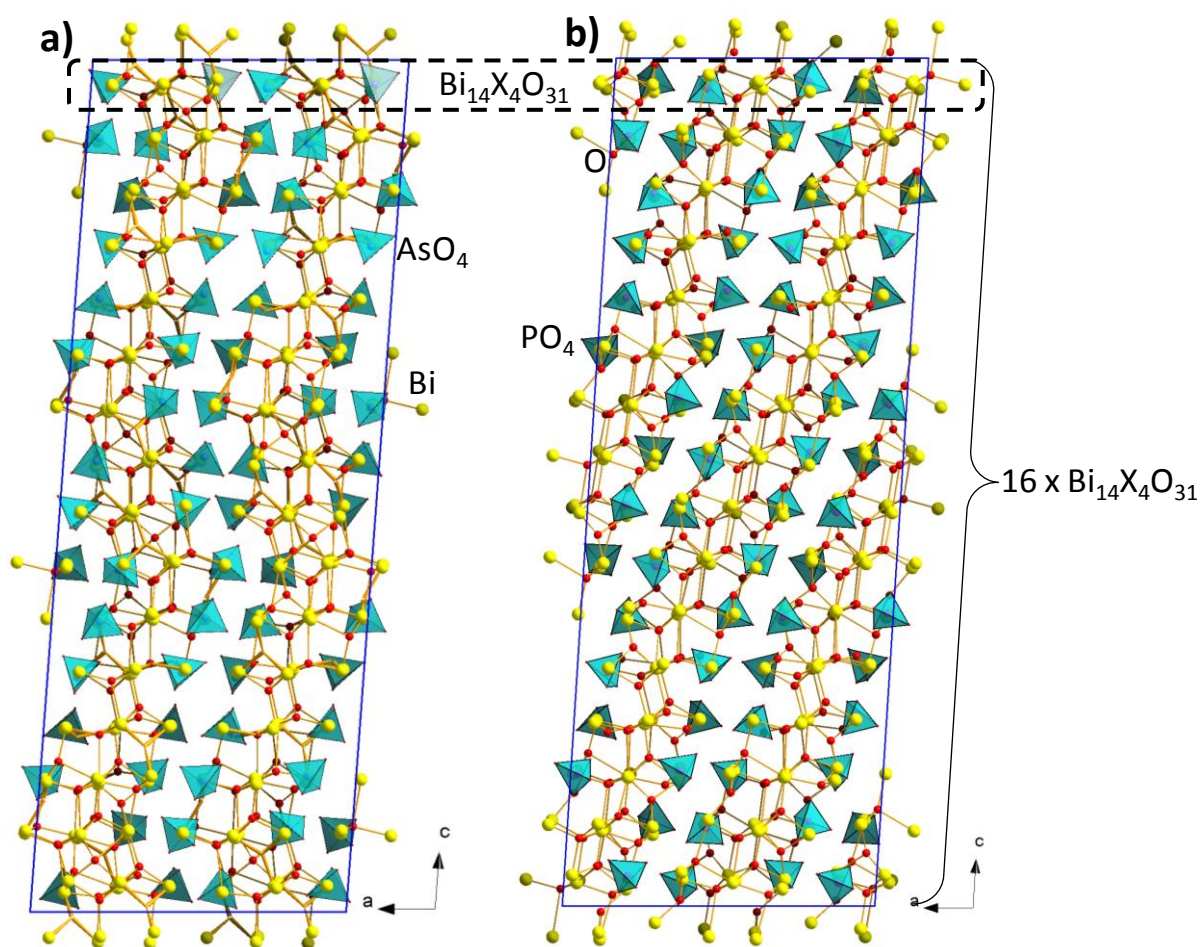 a)
b)
Bi₁₄X₄O₃₁
O
AsO₄
PO₄
Bi
16 x Bi₁₄X₄O₃₁
c
a
c
a